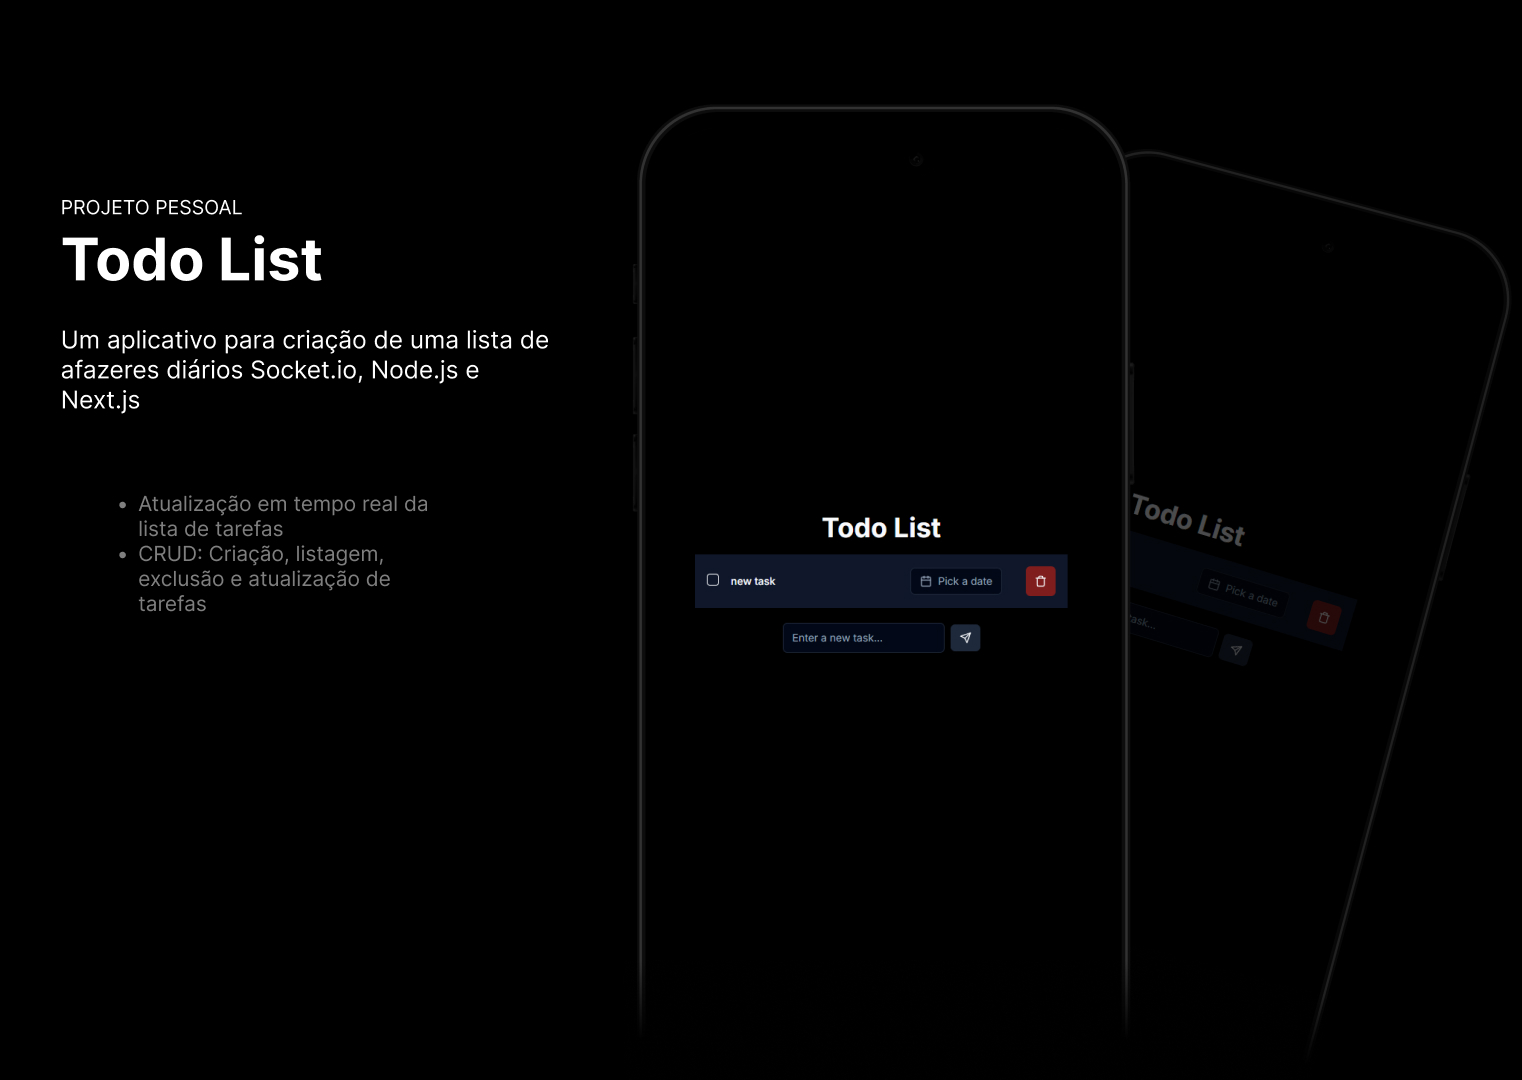 PROJETO PESSOAL
Todo List
Um aplicativo para criação de uma lista de
afazeres diários Socket.io, Node.js e
Next.js
• Atualização em tempo real da
lista de tarefas
• CRUD: Criação, listagem,
exclusão e atualização de
tarefas
Todo List
new task
Pick a date
Enter a new task...
Todo List
Pick a date
task...